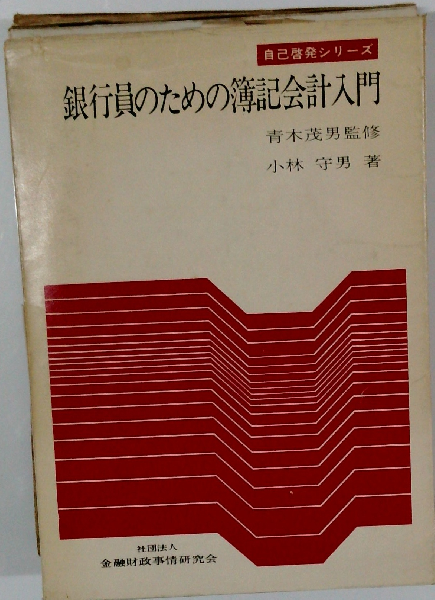 自己啓発シリーズ
銀行員のための簿記会計入門
青木茂男監修
小林 守男 著
社団法人
金融財政事情研究会